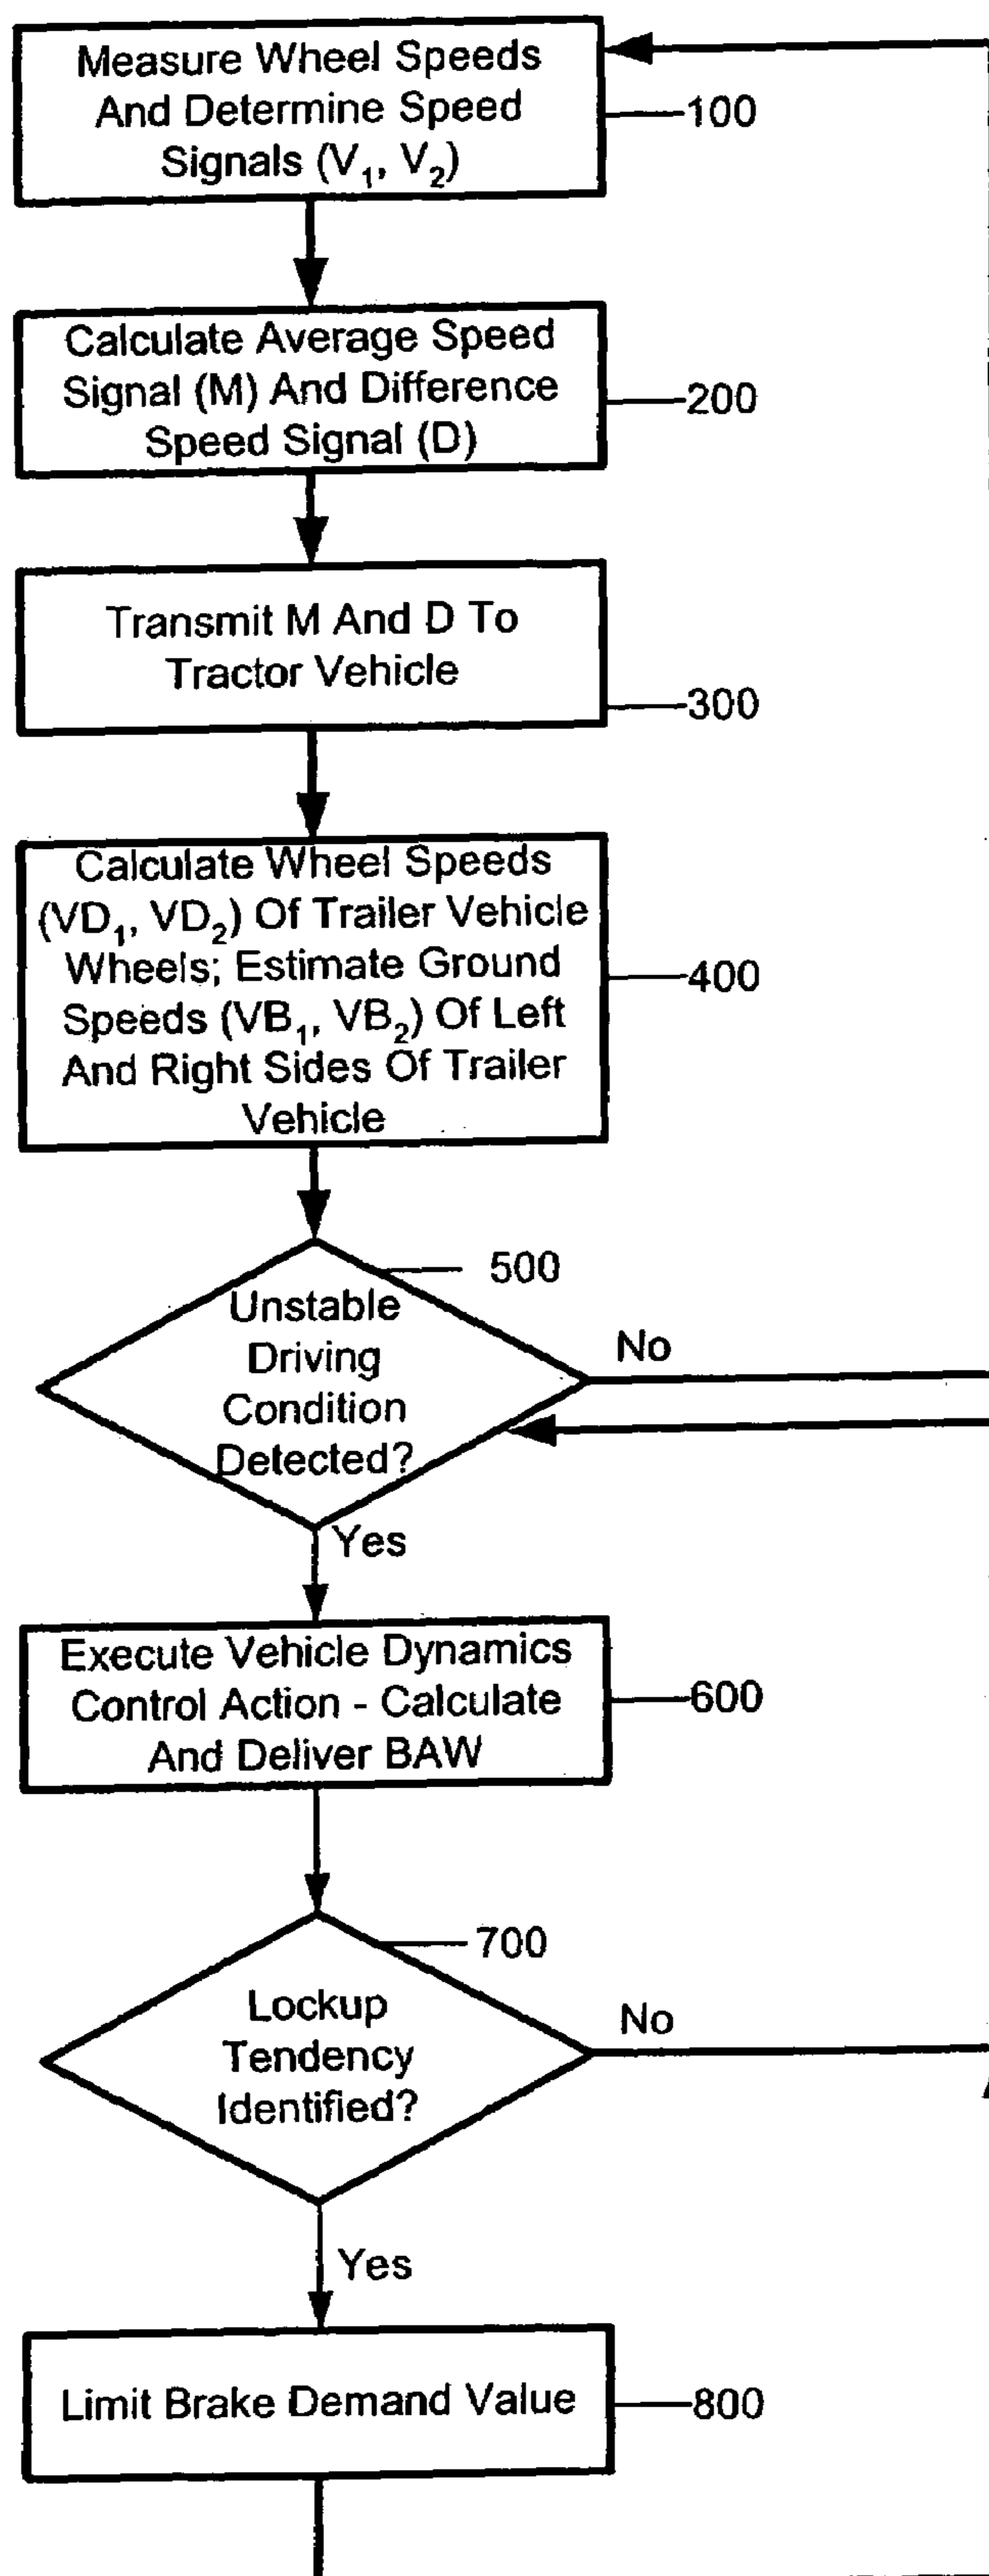 Measure Wheel Speeds
And Determine Speed
Signals (V₁, V₂)
100
Calculate Average Speed
Signal (M) And Difference
Speed Signal (D)
200
Transmit M And D To
Tractor Vehicle
300
Calculate Wheel Speeds
(VD₁, VD₂) Of Trailer Vehicle
Wheels; Estimate Ground
Speeds (VB₁, VB₂) Of Left
And Right Sides Of Trailer
Vehicle
400
500
Unstable
Driving
Condition
Detected?
No
Yes
Execute Vehicle Dynamics
Control Action - Calculate
And Deliver BAW
600
700
Lockup
Tendency
Identified?
No
Yes
Limit Brake Demand Value
800